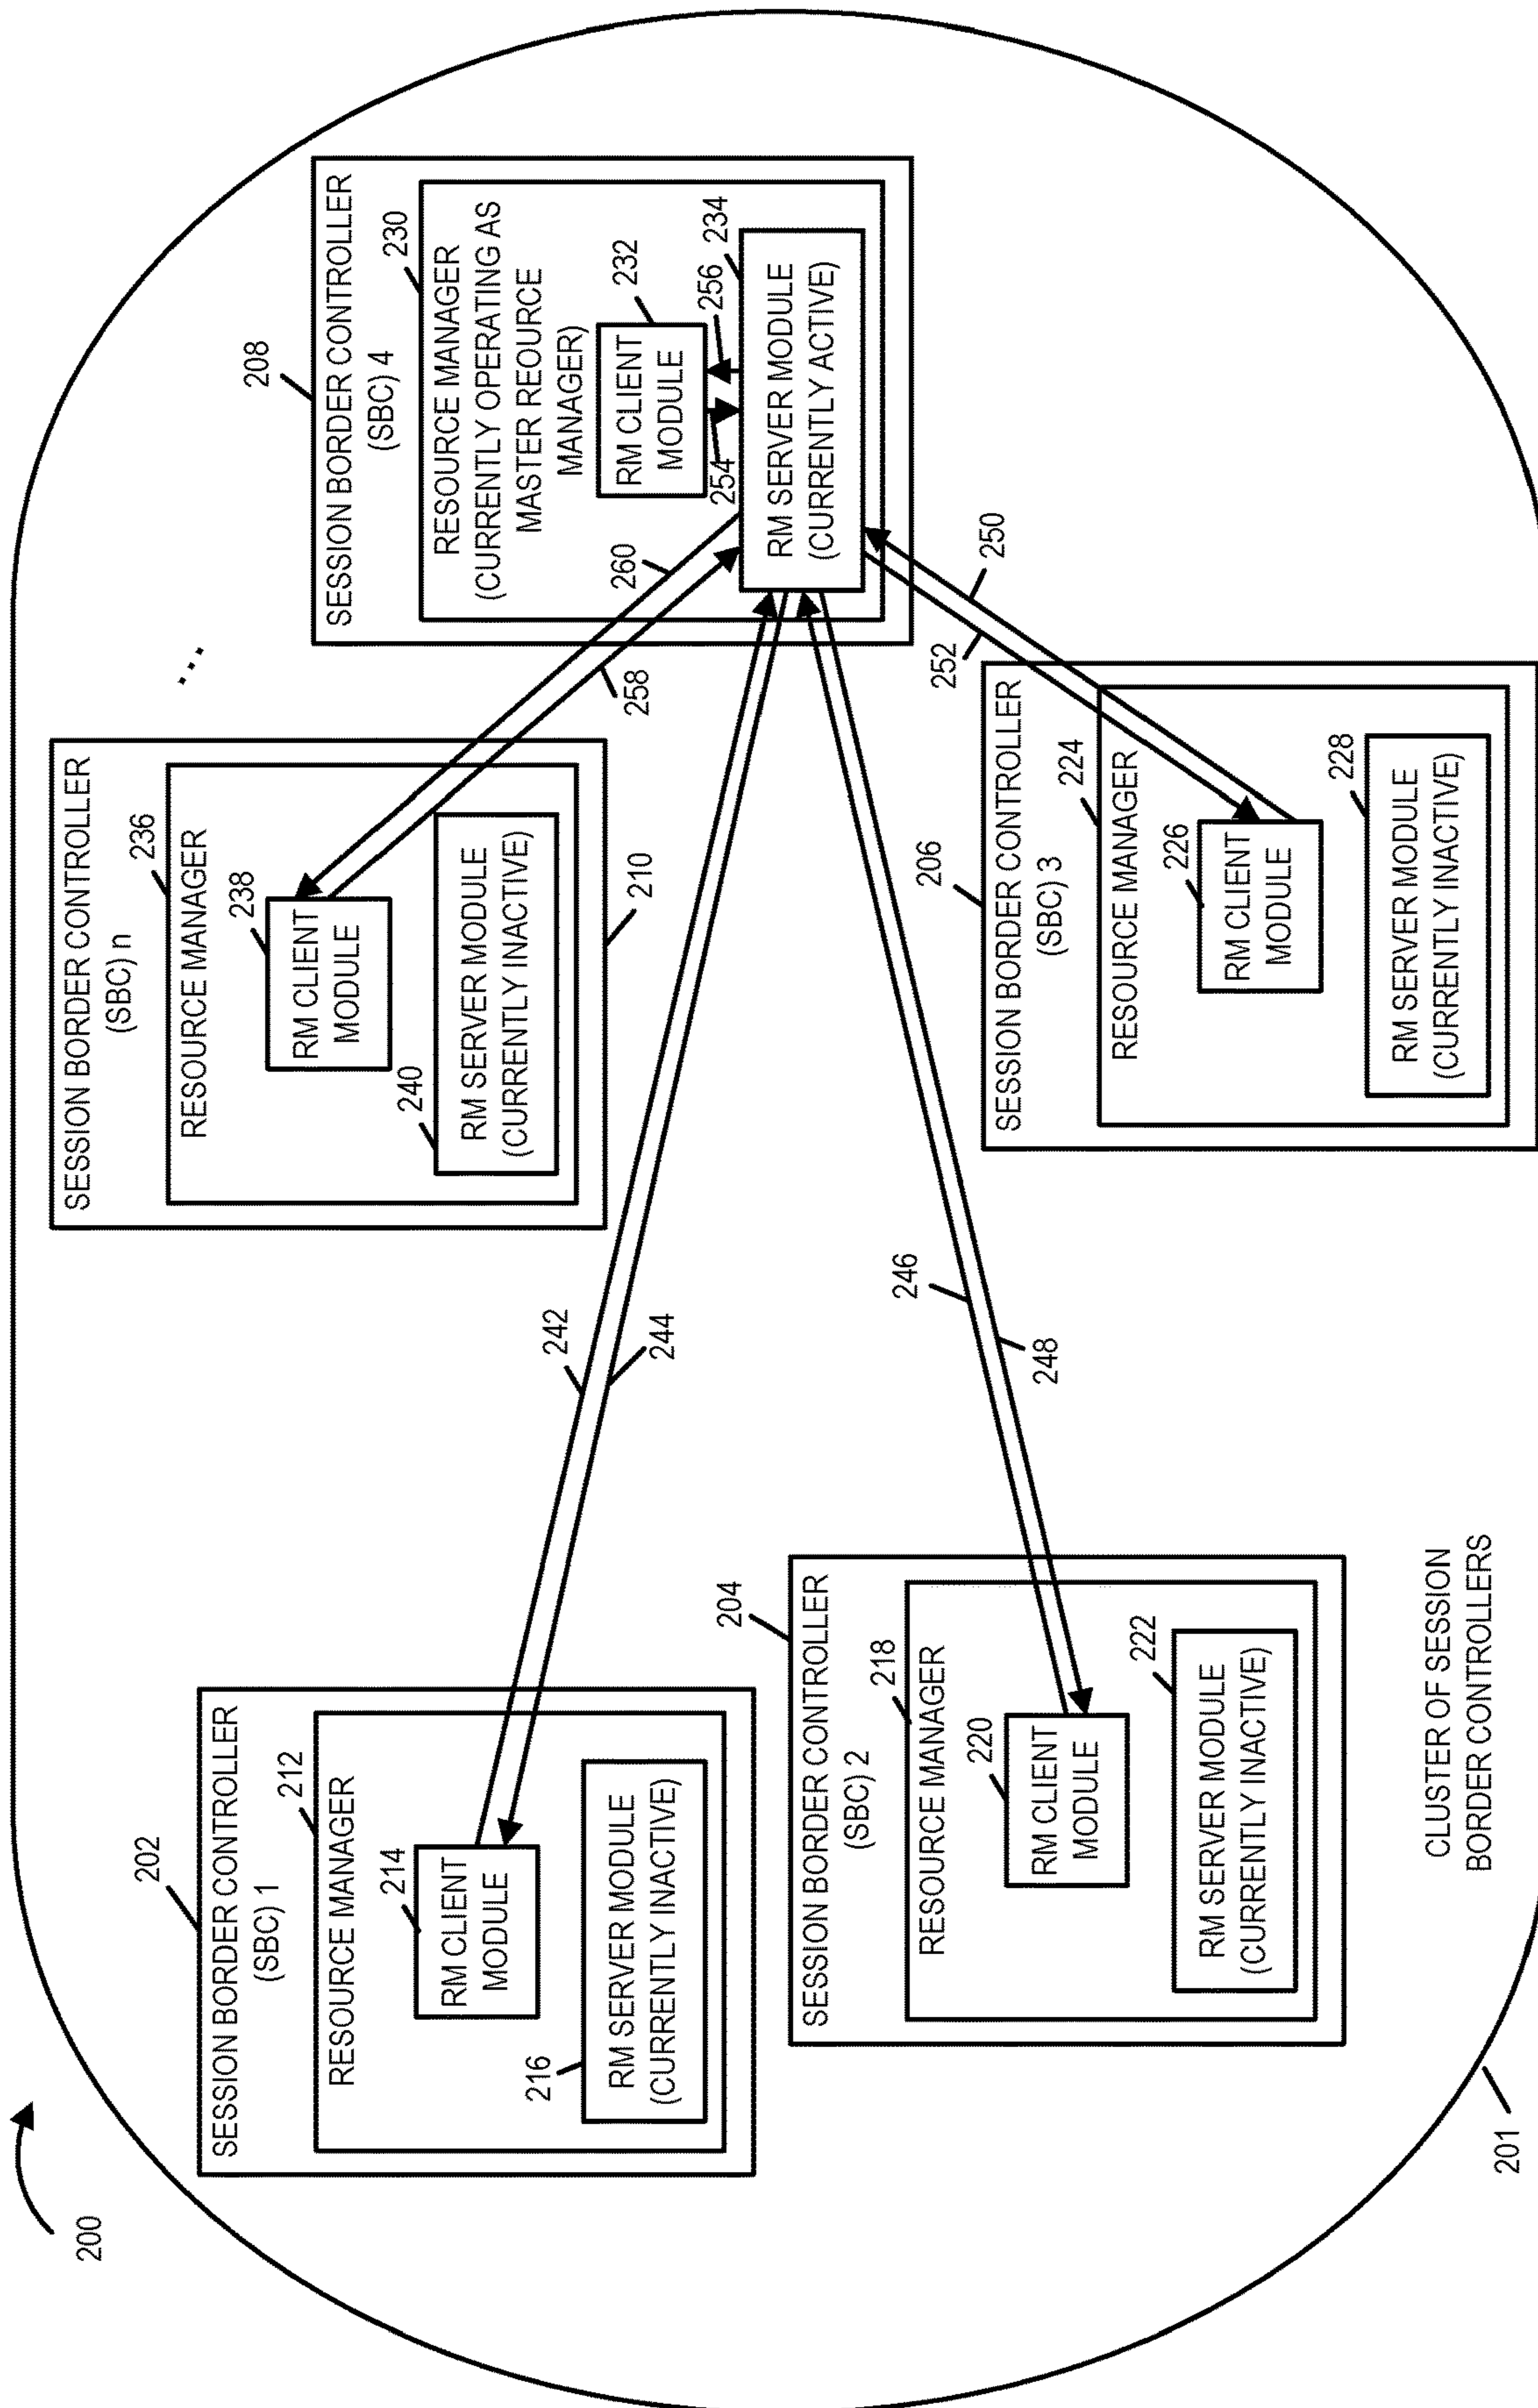 200
202
SESSION BORDER CONTROLLER
(SBC) 1
212
RESOURCE MANAGER
214
RM CLIENT
MODULE
216
RM SERVER MODULE
(CURRENTLY INACTIVE)
204
SESSION BORDER CONTROLLER
(SBC) 2
218
RESOURCE MANAGER
220
RM CLIENT
MODULE
222
RM SERVER MODULE
(CURRENTLY INACTIVE)
242
244
246
248
SESSION BORDER CONTROLLER
(SBC) n
236
RESOURCE MANAGER
238
RM CLIENT
MODULE
240
RM SERVER MODULE
(CURRENTLY INACTIVE)
210
...
206
SESSION BORDER CONTROLLER
(SBC) 3
224
RESOURCE MANAGER
226
RM CLIENT
MODULE
228
RM SERVER MODULE
(CURRENTLY INACTIVE)
208
SESSION BORDER CONTROLLER
(SBC) 4
230
RESOURCE MANAGER
(CURRENTLY OPERATING AS
MASTER REOURCE
MANAGER)
232
RM CLIENT
MODULE
254
256
234
RM SERVER MODULE
(CURRENTLY ACTIVE)
260
258
252
250
CLUSTER OF SESSION
BORDER CONTROLLERS
201